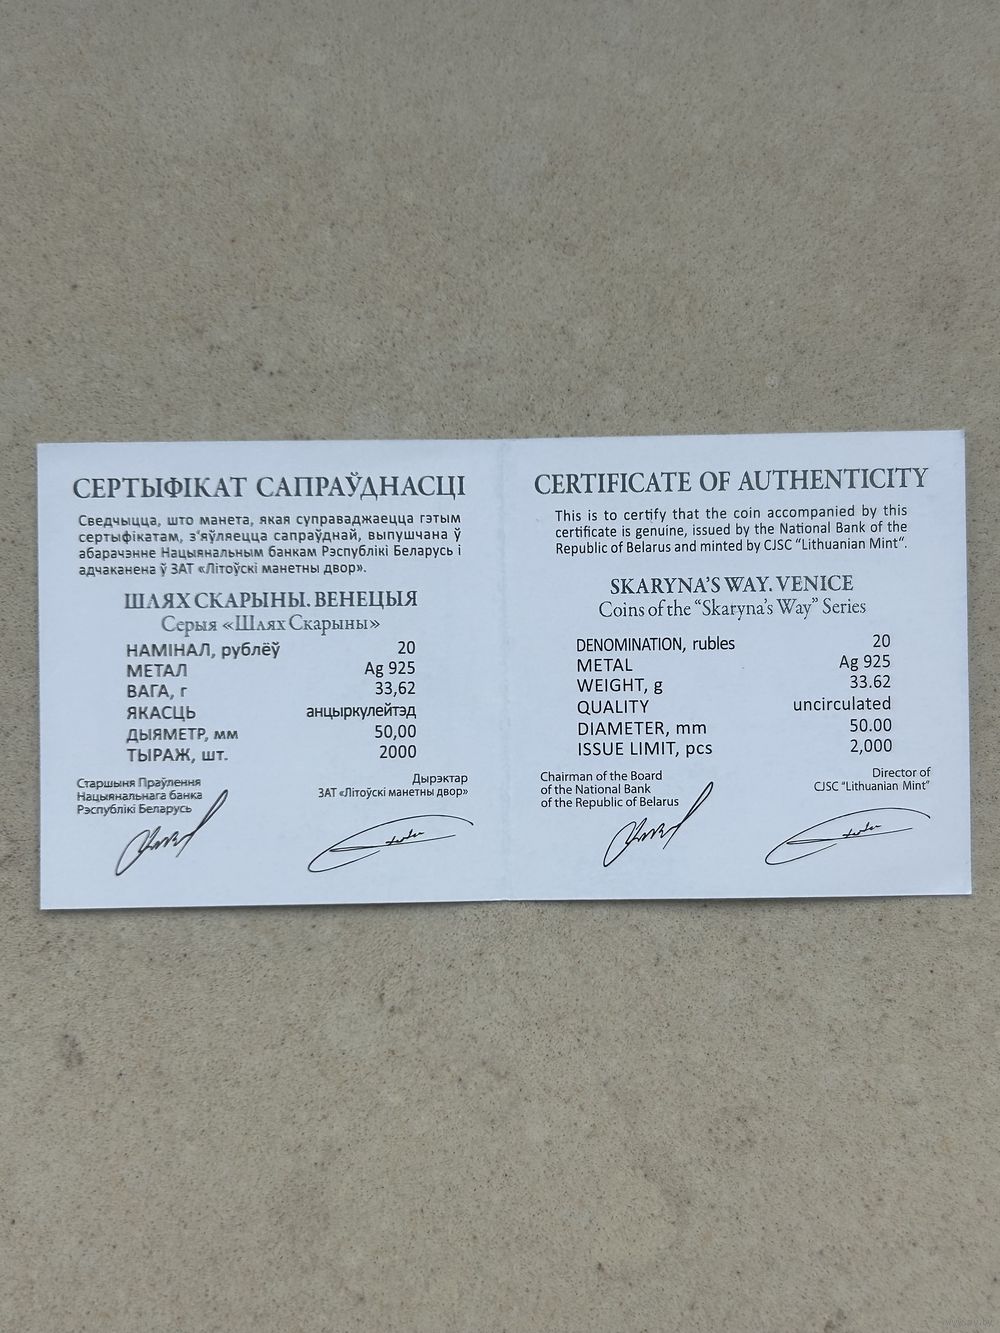 СЕРТЫФІКАТ САПРАЎДНАСЦІ
Сведчыцца, што манета, якая суправаджаецца гэтым
сертыфікатам, з'яўляецца сапраўднай, выпушчана ў
абарачэнне Нацыянальным банкам Рэспублікі Беларусь і
адчаканена ў ЗАТ «Літоўскі манетны двор».
ШЛЯХ СКАРЫНЫ. ВЕНЕЦЫЯ
Серыя «Шлях Скарыны»
НАМІНАЛ, рублёў 20
МЕТАЛ Ag 925
ВАГА, г 33,62
ЯКАСЦЬ анцыркулейтэд
ДЫЯМЕТР, мм 50,00
ТЫРАЖ, шт. 2000
Старшыня Праўлення
Нацыянальнага банка
Рэспублікі Беларусь
Дырэктар
ЗАТ «Літоўскі манетны двор»
CERTIFICATE OF AUTHENTICITY
This is to certify that the coin accompanied by this
certificate is genuine, issued by the National Bank of the
Republic of Belarus and minted by CJSC “Lithuanian Mint“.
SKARYNA’S WAY. VENICE
Coins of the “Skaryna’s Way” Series
DENOMINATION, rubles 20
METAL Ag 925
WEIGHT, g 33.62
QUALITY uncirculated
DIAMETER, mm 50.00
ISSUE LIMIT, pcs 2,000
Chairman of the Board
of the National Bank
of the Republic of Belarus
Director of
CJSC “Lithuanian Mint”